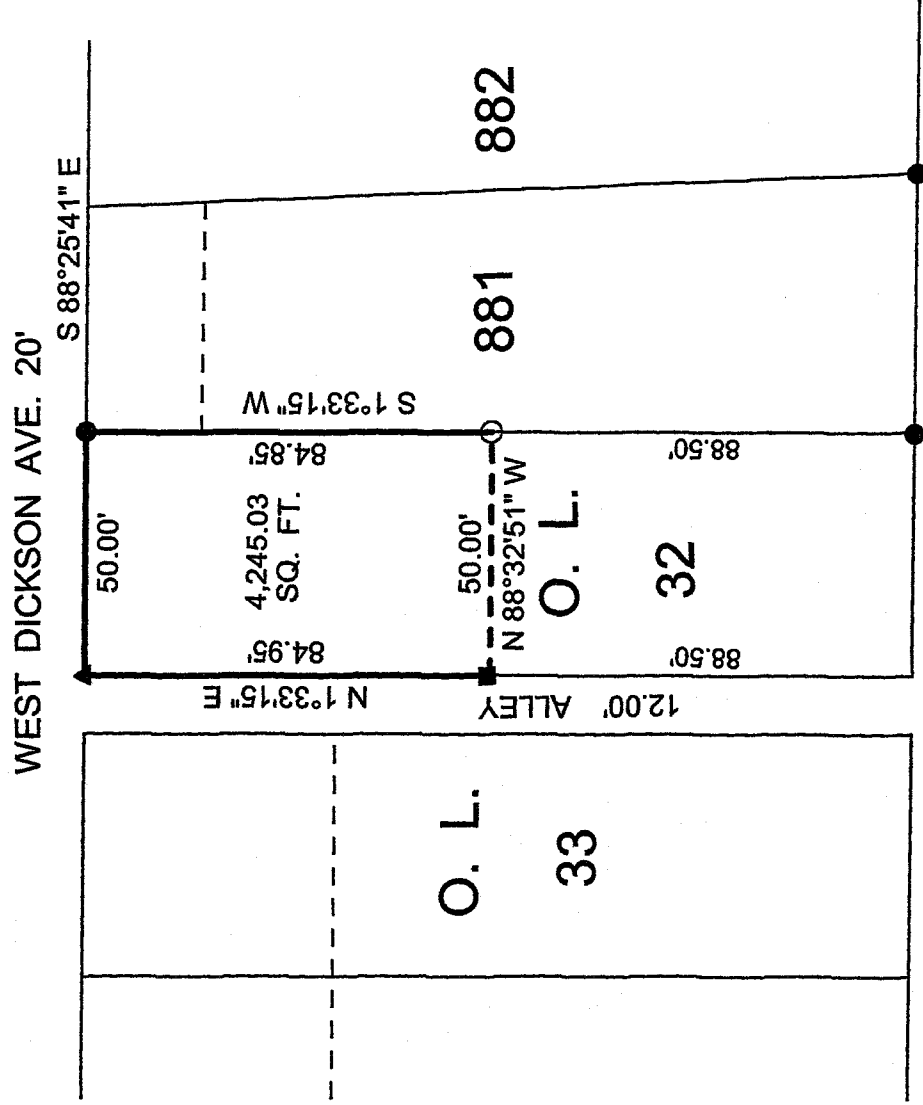 WEST DICKSON AVE. 20'
S 88°25'41" E
50.00'
N 1°33'15" E
84.95'
4,245.03
SQ. FT.
84.85'
S 1°33'15" W
50.00'
N 88°32'51" W
12.00' ALLEY
88.50'
O. L.
32
88.50'
881
882
O. L.
33